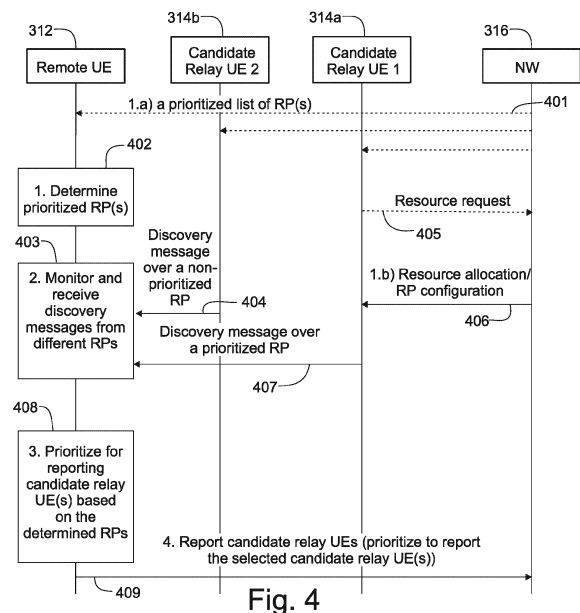 312
314b
314a
316
Remote UE
Candidate
Relay UE 2
Candidate
Relay UE 1
NW
1.a) a prioritized list of RP(s)
401
402
1. Determine
prioritized RP(s)
Resource request
405
403
2. Monitor and
receive
discovery
messages from
different RPs
Discovery
message
over a non-
prioritized
RP
404
1.b) Resource allocation/
RP configuration
406
Discovery message over
a prioritized RP
407
408
3. Prioritize for
reporting
candidate relay
UE(s) based
on the
determined RPs
4. Report candidate relay UEs (prioritize to report
the selected candidate relay UE(s))
409
Fig. 4